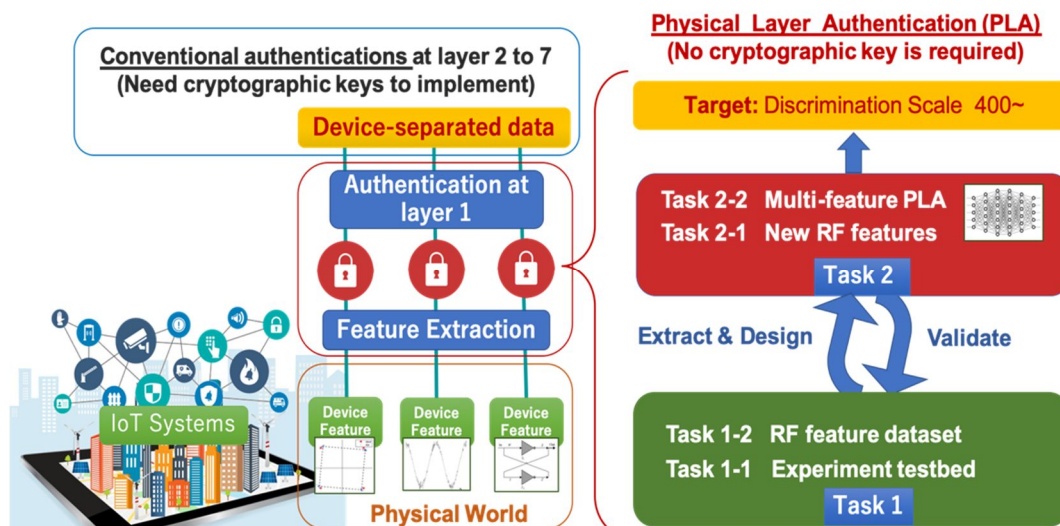 Conventional authentications at layer 2 to 7
(Need cryptographic keys to implement)
Device-separated data
Authentication at
layer 1
Feature Extraction
IoT Systems
Device
Feature
Device
Feature
Device
Feature
Physical World
Physical Layer Authentication (PLA)
(No cryptographic key is required)
Target: Discrimination Scale 400~
Task 2-2 Multi-feature PLA
Task 2-1 New RF features
Task 2
Extract & Design
Validate
Task 1-2 RF feature dataset
Task 1-1 Experiment testbed
Task 1